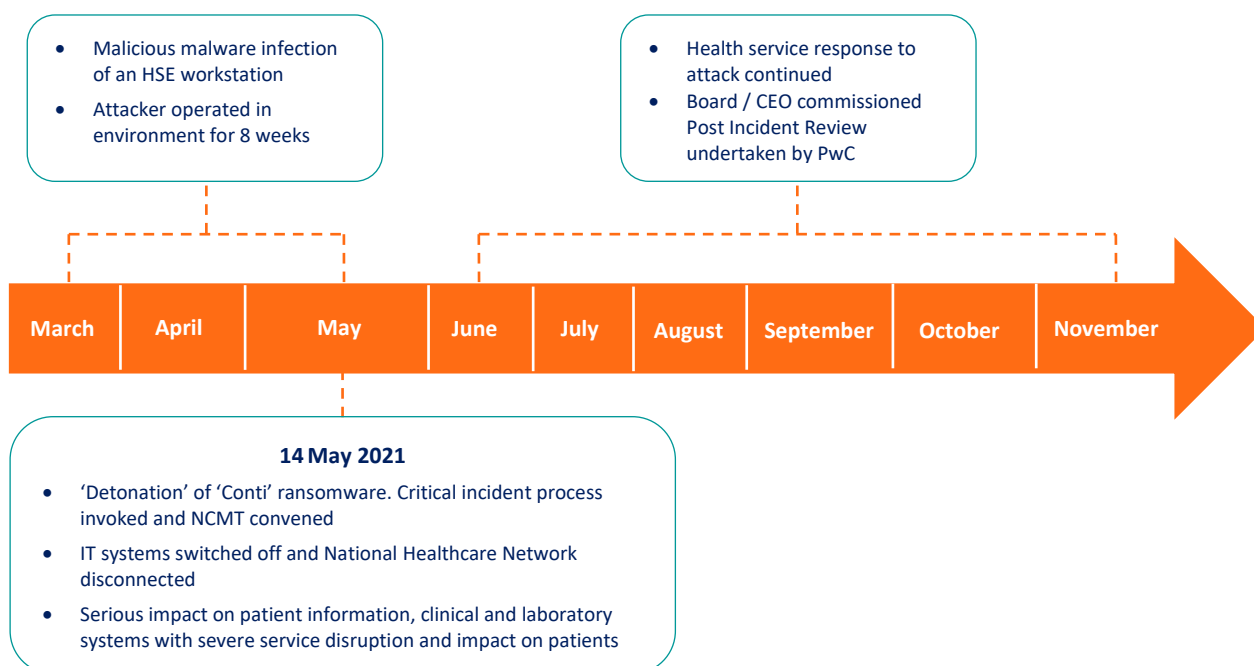 • Malicious malware infection
of an HSE workstation
• Attacker operated in
environment for 8 weeks
• Health service response to
attack continued
• Board / CEO commissioned
Post Incident Review
undertaken by PwC
March April May June July August September October November
14 May 2021
• ‘Detonation’ of ‘Conti’ ransomware. Critical incident process
invoked and NCMT convened
• IT systems switched off and National Healthcare Network
disconnected
• Serious impact on patient information, clinical and laboratory
systems with severe service disruption and impact on patients